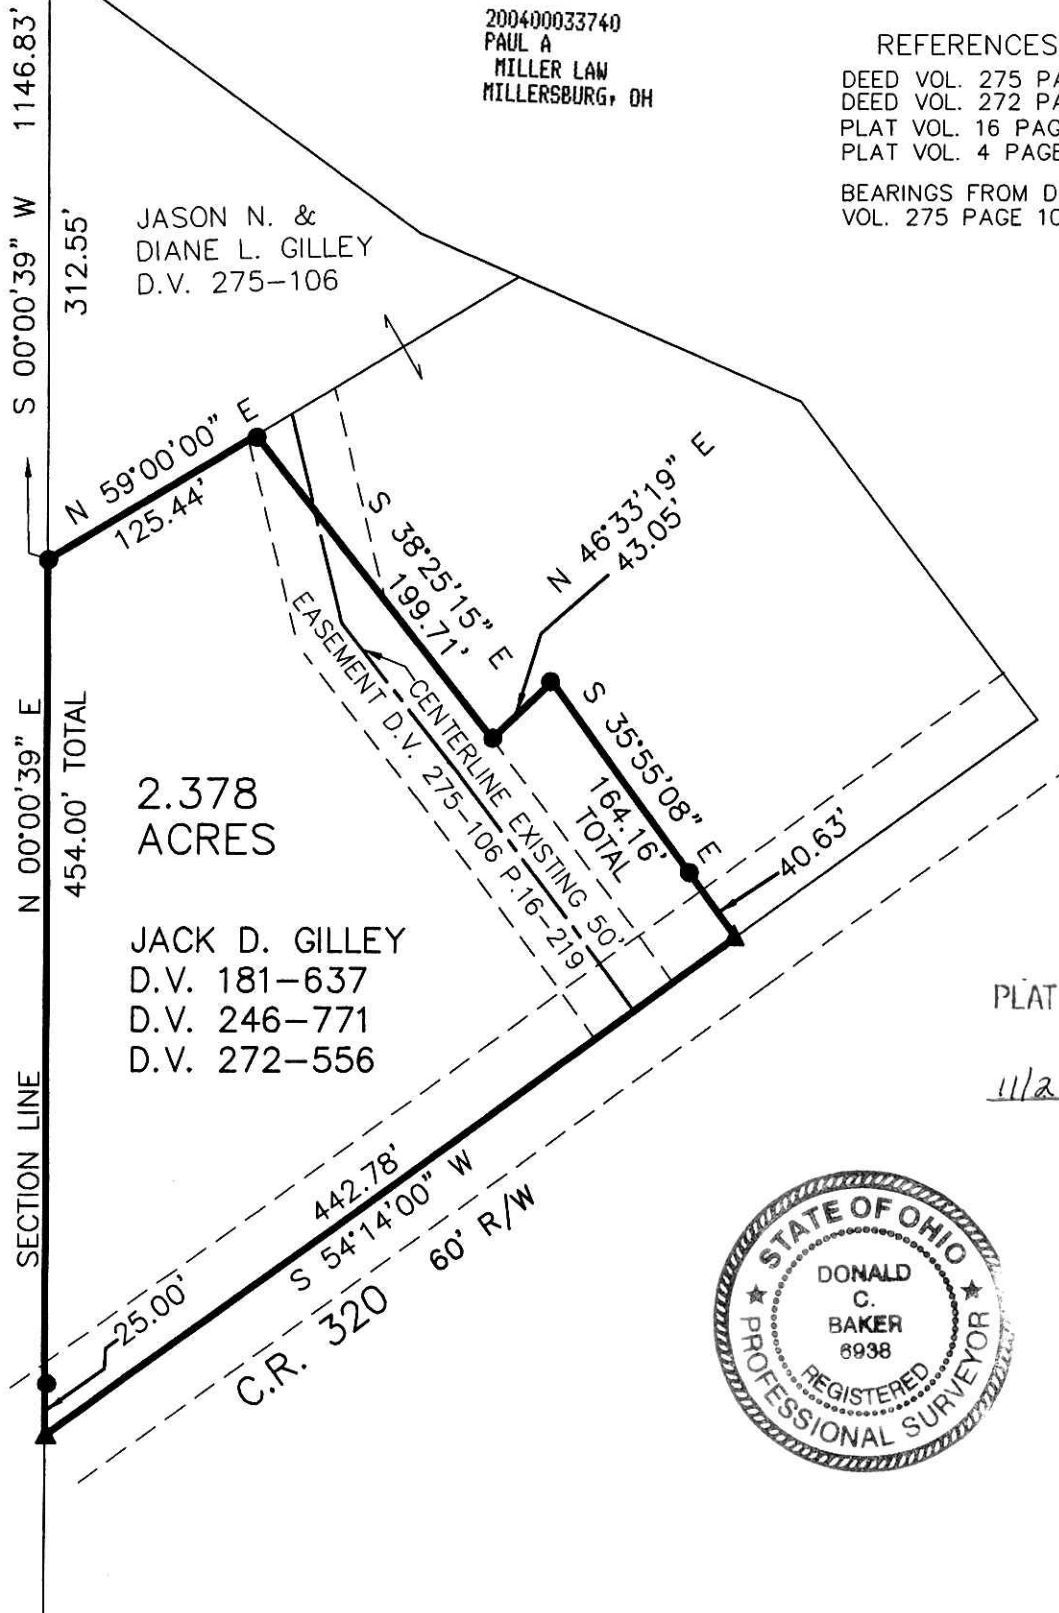 200400033740
PAUL A
MILLER LAW
MILLERSBURG, OH
REFERENCES
DEED VOL. 275
DEED VOL. 272
PLAT VOL. 16
PLAT VOL. 4 PAGE
BEARINGS FROM
VOL. 275 PAGE
S 00°00'39" W 1146.83'
312.55'
JASON N. &
DIANE L. GILLEY
D.V. 275-106
N 59°00'00" E
125.44'
S 38°25'15" E
199.71'
N 46°33'19" E
43.05'
EASEMENT D.V. 275-106 P.16-219
CENTERLINE EXISTING 50'
S 35°55'08" E
164.16'
TOTAL
40.63'
N 00°00'39" E
454.00' TOTAL
SECTION LINE
2.378
ACRES
JACK D. GILLEY
D.V. 181-637
D.V. 246-771
D.V. 272-556
PLAT
11/2
442.78'
S 54°14'00" W
60' R/W
C.R. 320
25.00'
STATE OF OHIO
DONALD
C.
BAKER
6938
REGISTERED
PROFESSIONAL SURVEYOR